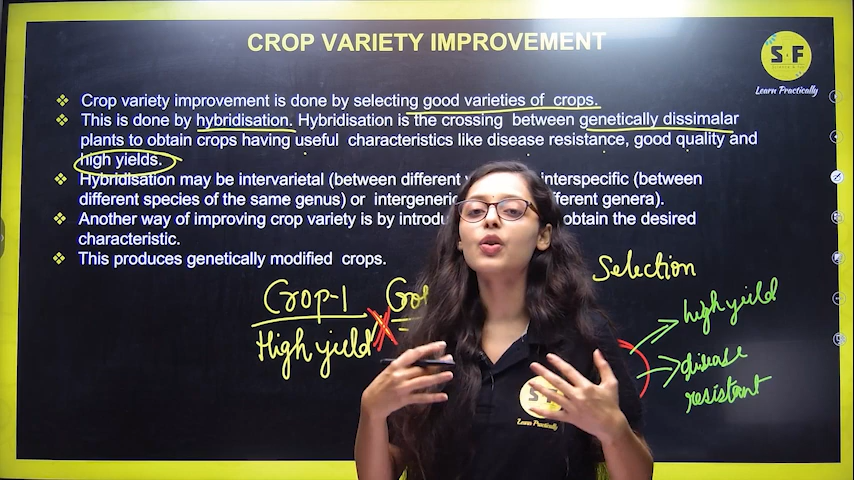 CROP VARIETY IMPROVEMENT
S F
Learn Practically
❖ Crop variety improvement is done by selecting good varieties of crops.
❖ This is done by hybridisation. Hybridisation is the crossing between genetically dissimalar
plants to obtain crops having useful characteristics like disease resistance, good quality and
high yields.
❖ Hybridisation may be intervarietal (between different interspecific (between
different species of the same genus) or intergeneric ferent genera).
❖ Another way of improving crop variety is by introdu obtain the desired
characteristic.
❖ This produces genetically modified crops.
Selection
Crop-1 Cro
High yield
high yeild
disease
resistant
S
Learn Practically